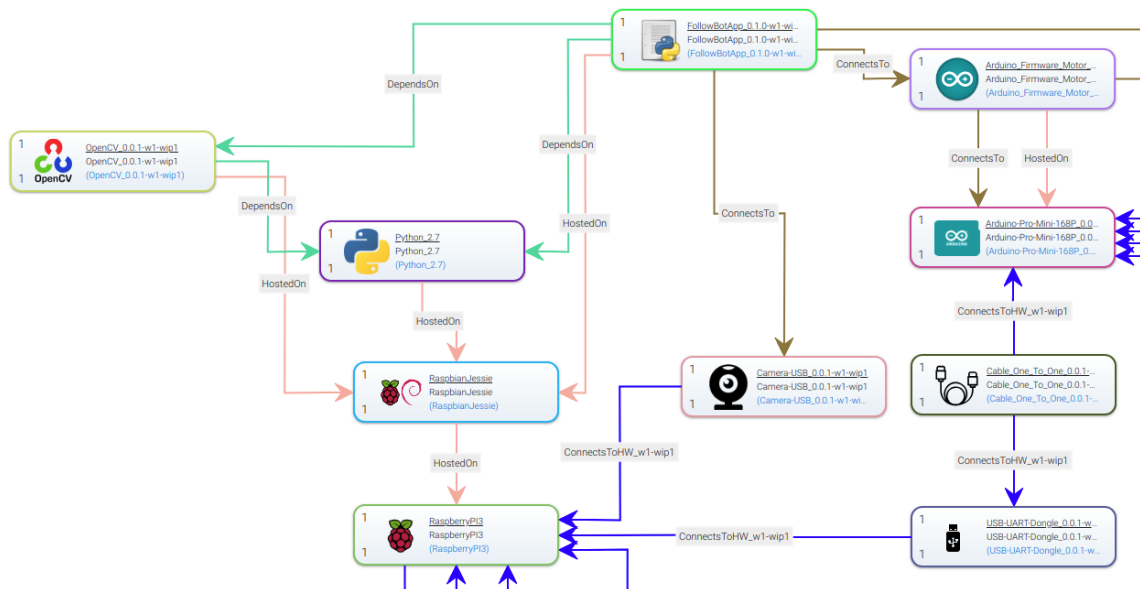 1
1
FollowBotApp_0.1.0-w1-wip...
FollowBotApp_0.1.0-w1-wi...
(FollowBotApp_0.1.0-w1-wi...
ConnectsTo
1
1
Arduino_Firmware_Motor_...
Arduino_Firmware_Motor_...
(Arduino_Firmware_Motor_...
DependsOn
1
1
OpenCV
OpenCV_0.0.1-w1-wip1
OpenCV_0.0.1-w1-wip1
(OpenCV_0.0.1-w1-wip1)
DependsOn
ConnectsTo
HostedOn
DependsOn
ConnectsTo
HostedOn
1
1
Python_2.7
Python_2.7
(Python_2.7)
1
1
Arduino-Pro-Mini-168P_0.0...
Arduino-Pro-Mini-168P_0.0...
(Arduino-Pro-Mini-168P_0....
HostedOn
HostedOn
ConnectsToHW_w1-wip1
1
1
RaspbianJessie
RaspbianJessie
(RaspbianJessie)
1
1
Camera-USB_0.0.1-w1-wip1
Camera-USB_0.0.1-w1-wip1
(Camera-USB_0.0.1-w1-wi...
1
1
Cable_One_To_One_0.0.1-...
Cable_One_To_One_0.0.1-...
(Cable_One_To_One_0.0.1-...
HostedOn
ConnectsToHW_w1-wip1
ConnectsToHW_w1-wip1
1
1
RaspberryPI3
RaspberryPI3
(RaspberryPI3)
ConnectsToHW_w1-wip1
1
1
USB-UART-Dongle_0.0.1-w...
USB-UART-Dongle_0.0.1-w...
(USB-UART-Dongle_0.0.1-w...